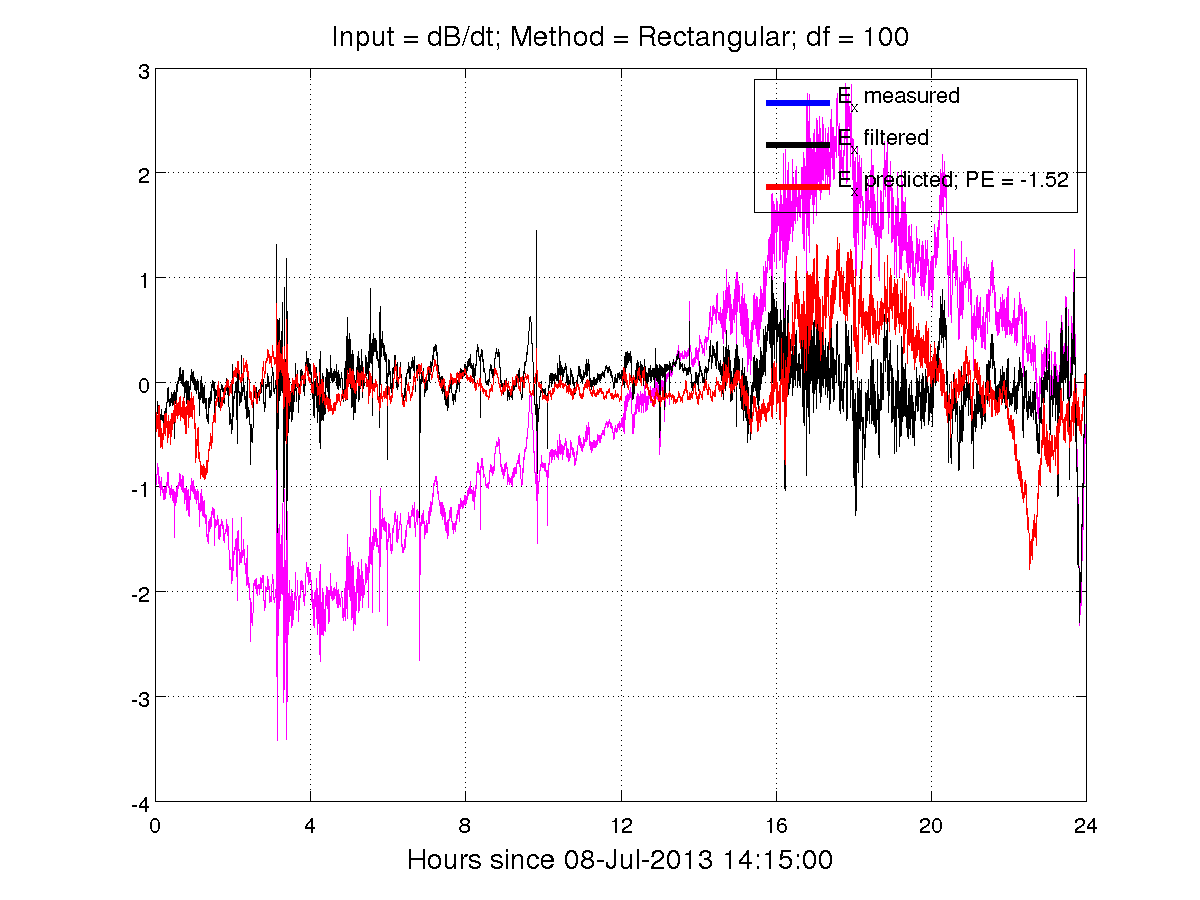 Input = dB/dt; Method = Rectangular; df = 100
3
2
1
0
-1
-2
-3
-4
Ex measured
Ex filtered
Ex predicted; PE = -1.52
0 4 8 12 16 20 24
Hours since 08-Jul-2013 14:15:00